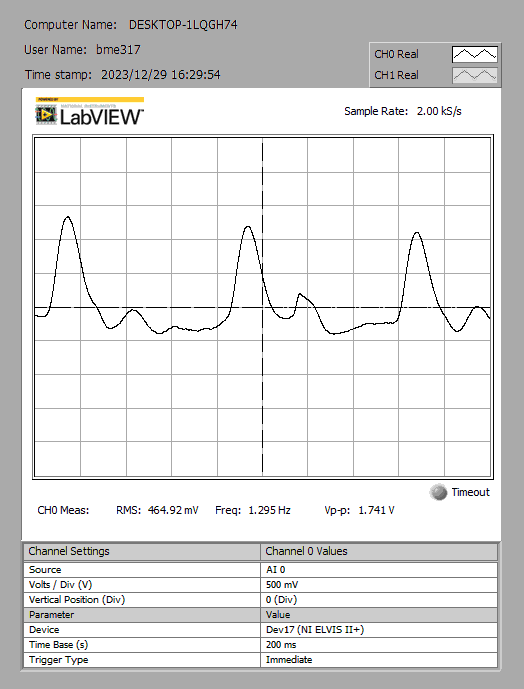 Computer Name: DESKTOP-1LQGH74
User Name: bme317
Time stamp: 2023/12/29 16:29:54
CH0 Real
CH1 Real
POWERED BY
NATIONAL INSTRUMENTS
LabVIEW™
Sample Rate: 2.00 kS/s
Timeout
CH0 Meas: RMS: 464.92 mV Freq: 1.295 Hz Vp-p: 1.741 V
Channel Settings Channel 0 Values
Source AI 0
Volts / Div (V) 500 mV
Vertical Position (Div) 0 (Div)
Parameter Value
Device Dev17 (NI ELVIS II+)
Time Base (s) 200 ms
Trigger Type Immediate